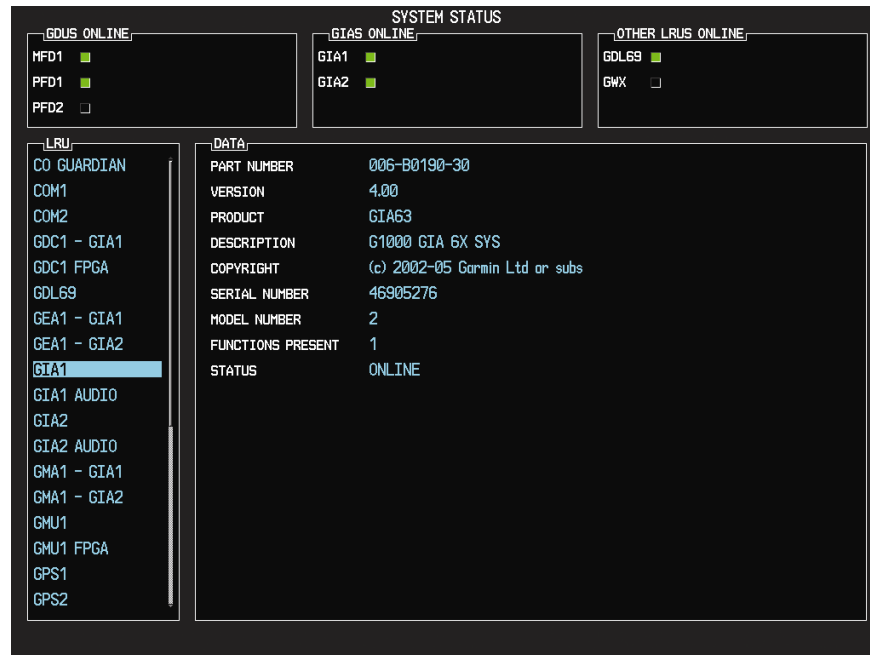 SYSTEM STATUS
GDUS ONLINE
MFD1
PFD1
PFD2
GIAS ONLINE
GIA1
GIA2
OTHER LRUS ONLINE
GDL69
GWX
LRU
CO GUARDIAN
COM1
COM2
GDC1 - GIA1
GDC1 FPGA
GDL69
GEA1 - GIA1
GEA1 - GIA2
GIA1
GIA1 AUDIO
GIA2
GIA2 AUDIO
GMA1 - GIA1
GMA1 - GIA2
GMU1
GMU1 FPGA
GPS1
GPS2
DATA
PART NUMBER 006-B0190-30
VERSION 4.00
PRODUCT GIA63
DESCRIPTION G1000 GIA 6X SYS
COPYRIGHT (c) 2002-05 Garmin Ltd or subs
SERIAL NUMBER 46905276
MODEL NUMBER 2
FUNCTIONS PRESENT 1
STATUS ONLINE